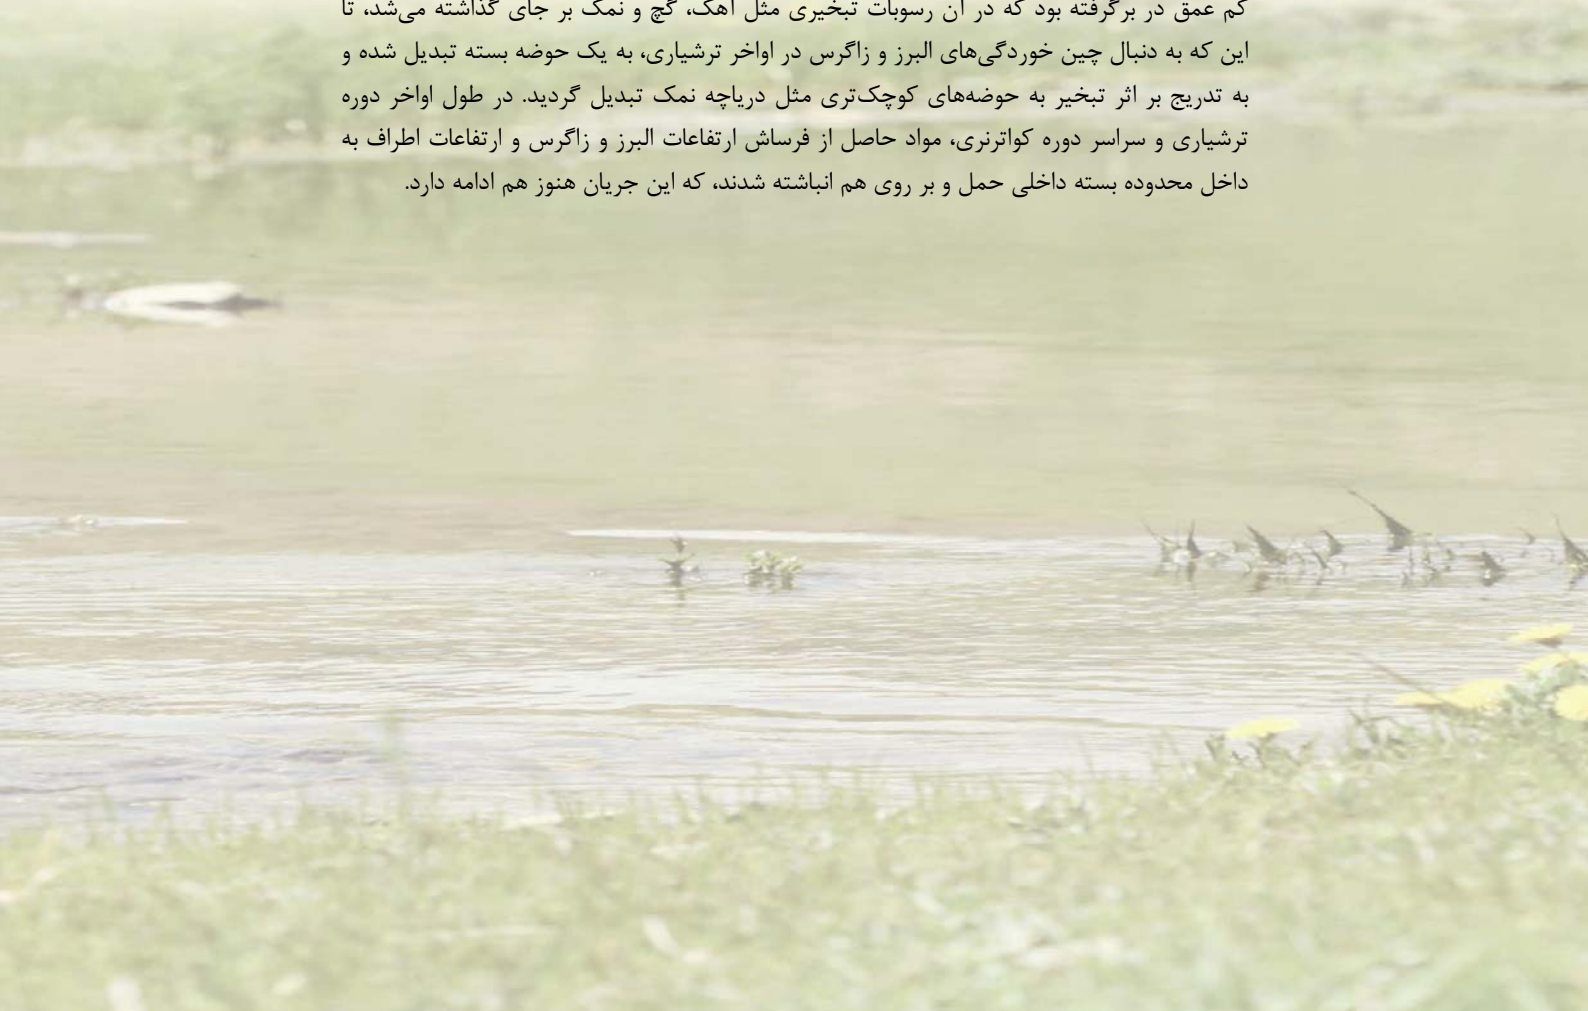 کم عمق در برگرفته بود که در آن رسوبات تبخیری مثل آهک، گچ و نمک بر جای گذاشته می‌شد، تا
این که به دنبال چین خوردگی‌های البرز و زاگرس در اواخر ترشیاری، به یک حوضه بسته تبدیل شده و
به تدریج بر اثر تبخیر به حوضه‌های کوچک‌تری مثل دریاچه نمک تبدیل گردید. در طول اواخر دوره
ترشیاری و سراسر دوره کواترنری، مواد حاصل از فرساش ارتفاعات البرز و زاگرس و ارتفاعات اطراف به
داخل محدوده بسته داخلی حمل و بر روی هم انباشته شدند، که این جریان هنوز هم ادامه دارد.